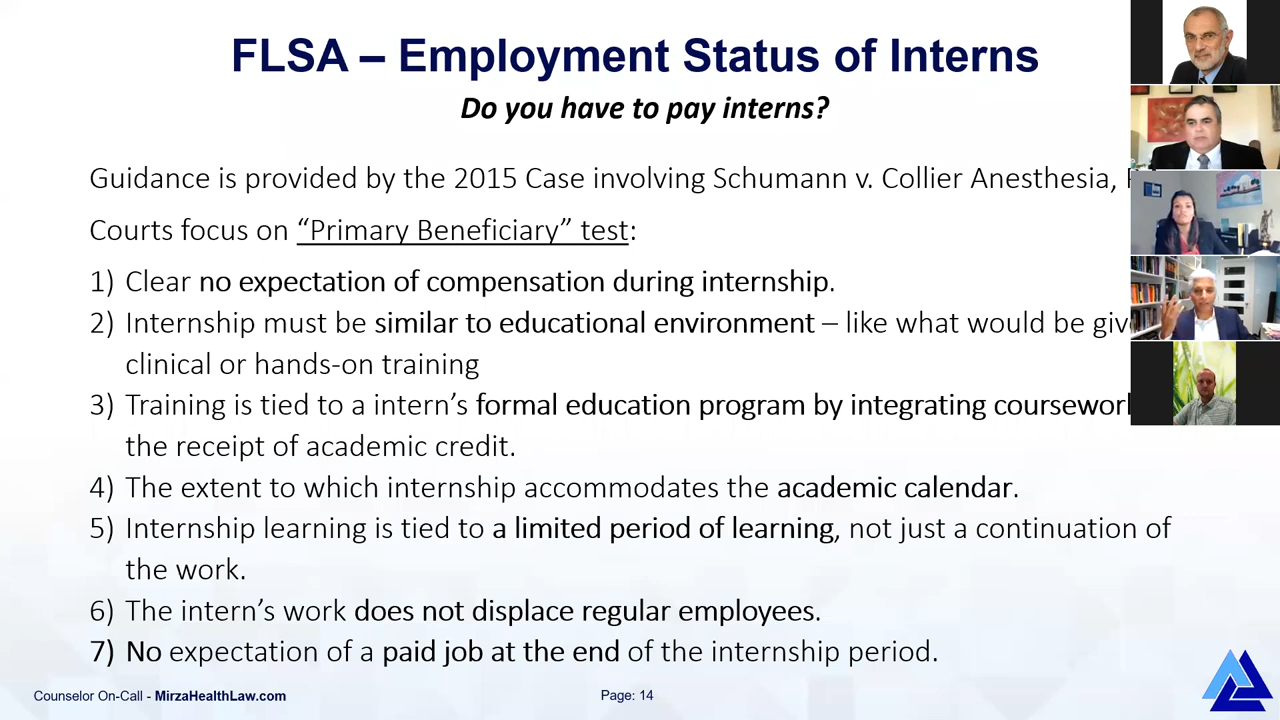 FLSA – Employment Status of Interns
Do you have to pay interns?
Guidance is provided by the 2015 Case involving Schumann v. Collier Anesthesia,
Courts focus on “Primary Beneficiary” test:
1) Clear no expectation of compensation during internship.
2) Internship must be similar to educational environment – like what would be
clinical or hands-on training
3) Training is tied to a intern’s formal education program by integrating
the receipt of academic credit.
4) The extent to which internship accommodates the academic calendar.
5) Internship learning is tied to a limited period of learning, not just a continuation of
the work.
6) The intern’s work does not displace regular employees.
7) No expectation of a paid job at the end of the internship period.
Counselor On-Call - MirzaHealthLaw.com
Page: 14